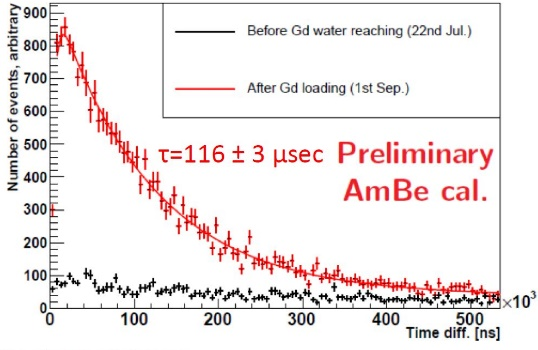 Number of events, arbitrary
900
800
700
600
500
400
300
200
100
0
Before Gd water reaching (22nd Jul.)
After Gd loading (1st Sep.)
τ=116 ± 3 μsec
Preliminary
AmBe cal.
0 100 200 300 400 500 ×10³
Time diff. [ns]